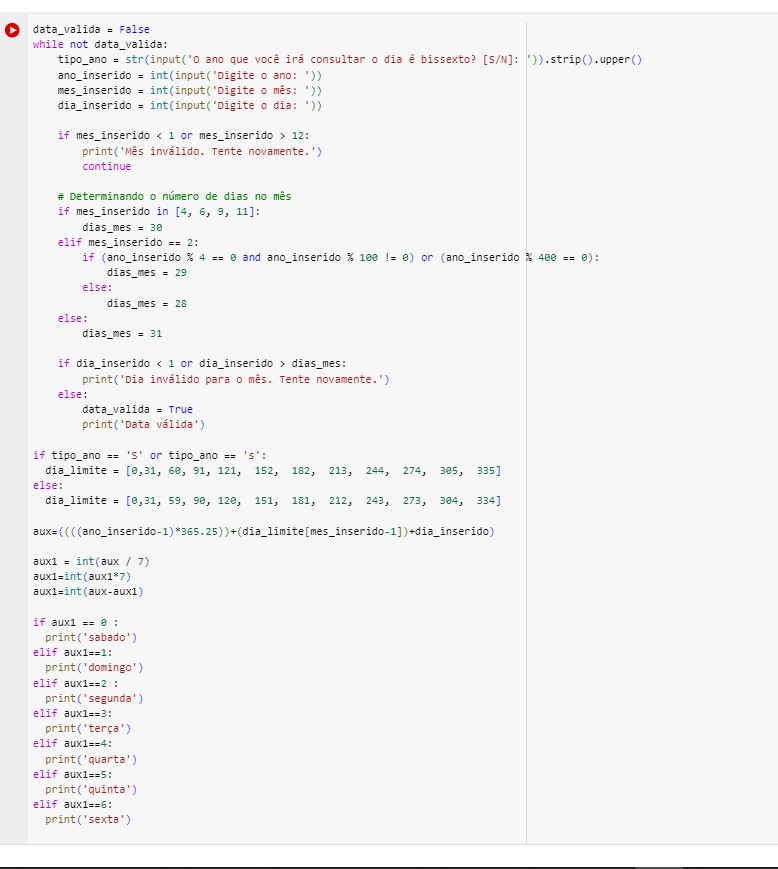 data_valida = False
while not data_valida:
    tipo_ano = str(input('O ano que você irá consultar o dia é bissexto? [S/N]: ')).strip().upper()
    ano_inserido = int(input('Digite o ano: '))
    mes_inserido = int(input('Digite o mês: '))
    dia_inserido = int(input('Digite o dia: '))

    if mes_inserido < 1 or mes_inserido > 12:
        print('Mês inválido. Tente novamente.')
        continue

    # Determinando o número de dias no mês
    if mes_inserido in [4, 6, 9, 11]:
        dias_mes = 30
    elif mes_inserido == 2:
        if (ano_inserido % 4 == 0 and ano_inserido % 100 != 0) or (ano_inserido % 400 == 0):
            dias_mes = 29
        else:
            dias_mes = 28
    else:
        dias_mes = 31

    if dia_inserido < 1 or dia_inserido > dias_mes:
        print('Dia inválido para o mês. Tente novamente.')
    else:
        data_valida = True
        print('Data válida')

if tipo_ano == 'S' or tipo_ano == 's':
  dia_limite = [0,31, 60, 91, 121,  152,  182,  213,  244,  274,  305,  335]
else:
  dia_limite = [0,31, 59, 90, 120,  151,  181,  212,  243,  273,  304,  334]

aux=((((ano_inserido-1)*365.25))+(dia_limite[mes_inserido-1])+dia_inserido)

aux1 = int(aux / 7)
aux1=int(aux1*7)
aux1=int(aux-aux1)

if aux1 == 0 :
  print('sabado')
elif aux1==1:
  print('domingo')
elif aux1==2 :
  print('segunda')
elif aux1==3:
  print('terça')
elif aux1==4:
  print('quarta')
elif aux1==5:
  print('quinta')
elif aux1==6:
  print('sexta')